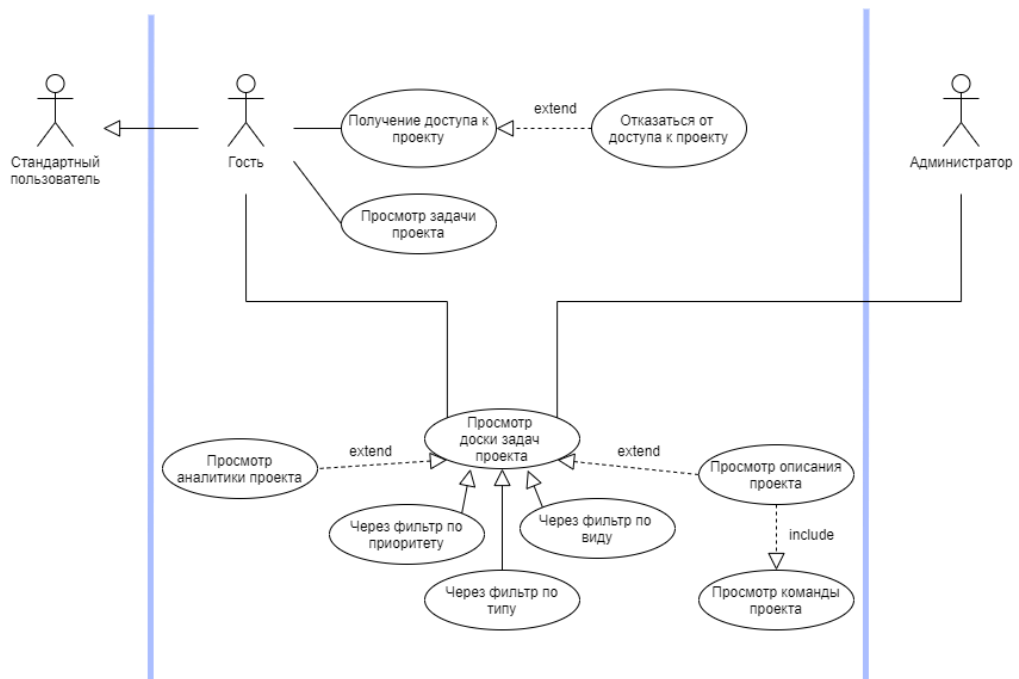 Стандартный
пользователь
Гость
Получение доступа к
проекту
extend
Отказаться от
доступа к проекту
Администратор
Просмотр задачи
проекта
Просмотр
доски задач
проекта
Просмотр
аналитики проекта
extend
extend
Просмотр описания
проекта
Через фильтр по
приоритету
Через фильтр по
виду
include
Через фильтр по
типу
Просмотр команды
проекта